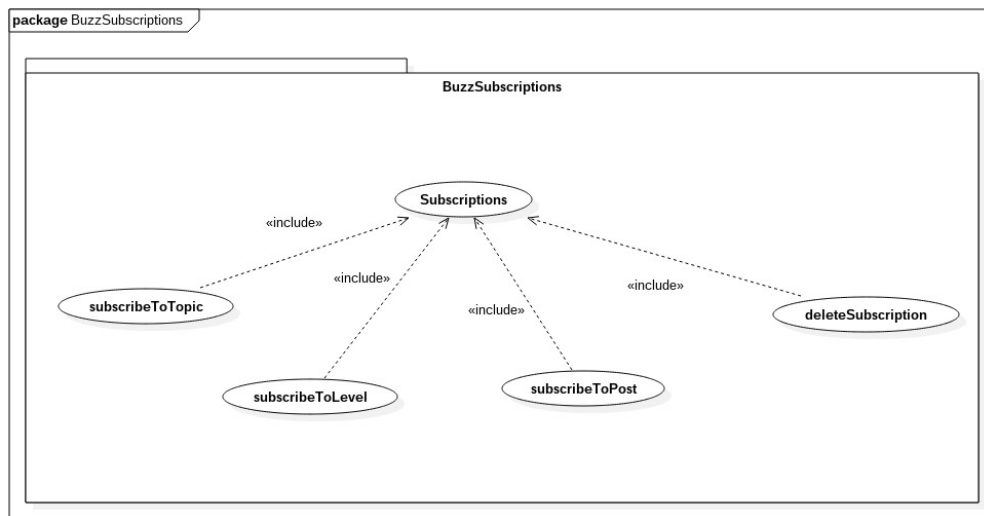 package BuzzSubscriptions
BuzzSubscriptions
Subscriptions
«include»
«include»
«include»
«include»
subscribeToTopic
deleteSubscription
subscribeToLevel
subscribeToPost